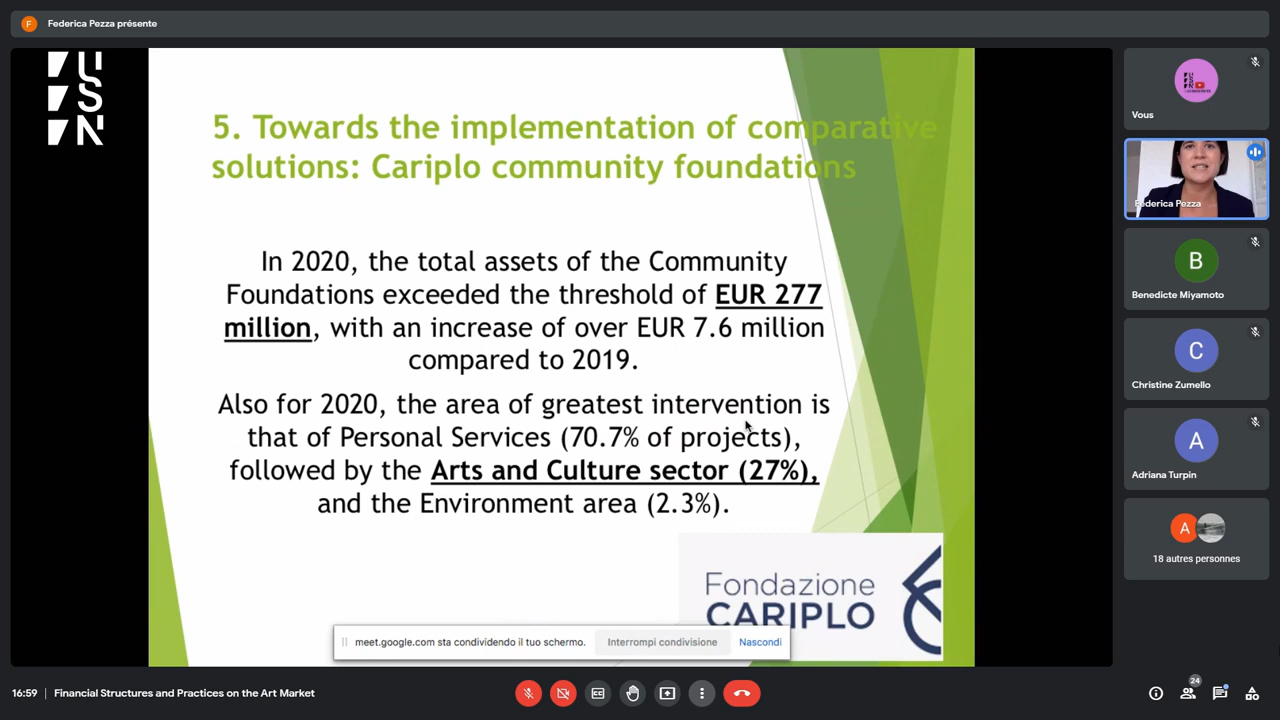 F
Federica Pezza présente
USN
5. Towards the implementation of comparative
solutions: Cariplo community foundations
In 2020, the total assets of the Community
Foundations exceeded the threshold of EUR 277
million, with an increase of over EUR 7.6 million
compared to 2019.
Also for 2020, the area of greatest intervention is
that of Personal Services (70.7% of projects),
followed by the Arts and Culture sector (27%),
and the Environment area (2.3%).
Fondazione
CARIPLO
meet.google.com sta condividendo il tuo schermo.
Interrompi condivisione
Nascondi
Vous
Federica Pezza
B
Benedicte Miyamoto
C
Christine Zumello
A
Adriana Turpin
A
18 autres personnes
16:59 | Financial Structures and Practices on the Art Market
CC
24